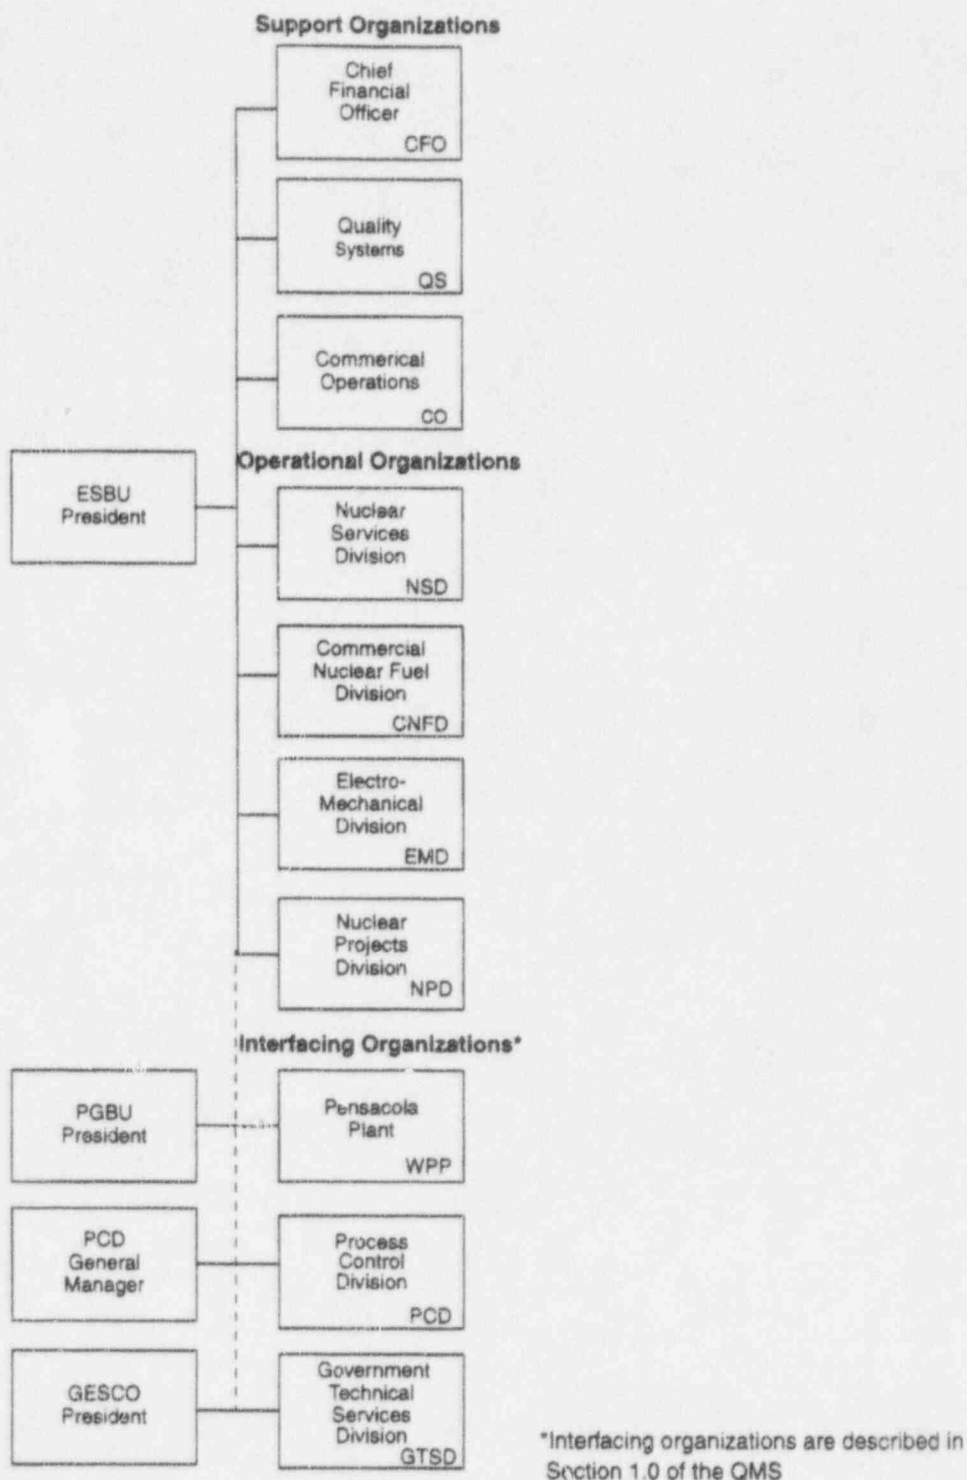 Support Organizations
Chief
Financial
Officer
CFO
Quality
Systems
QS
Commerical
Operations
CO
Operational Organizations
ESBU
President
Nuclear
Services
Division
NSD
Commercial
Nuclear Fuel
Division
CNFD
Electro-
Mechanical
Division
EMD
Nuclear
Projects
Division
NPD
Interfacing Organizations*
PGBU
President
Pensacola
Plant
WPP
PCD
General
Manager
Process
Control
Division
PCD
GESCO
President
Government
Technical
Services
Division
GTSD
*Interfacing organizations are described in
Section 1.0 of the QMS